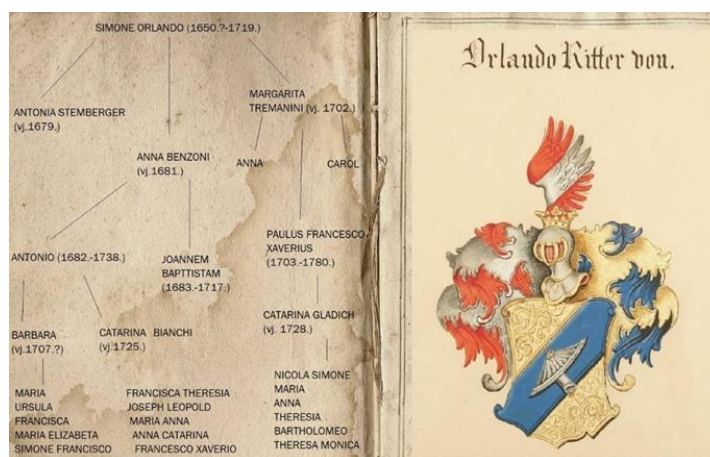 SIMONE ORLANDO (1650.?-1719.)
ANTONIA STEMBERGER
(vj.1679.)
MARGARITA
TREMANINI (vj. 1702.)
ANNA BENZONI
(vj.1681.)
ANNA
CAROL
ANTONIO (1682.-1738.)
JOANNEM
BAPTTISTAM
(1683.-1717.)
PAULUS FRANCESCO
XAVERIUS
(1703.-1780.)
BARBARA
(vj.1707.?)
CATARINA BIANCHI
(vj.1725.)
CATARINA GLADICH
(vj. 1728.)
MARIA
URSULA
FRANCISCA
MARIA ELIZABETA
SIMONE FRANCISCO
FRANCISCA THERESIA
JOSEPH LEOPOLD
MARIA ANNA
ANNA CATARINA
FRANCESCO XAVERIO
NICOLA SIMONE
MARIA
ANNA
THERESIA
BARTHOLOMEO
THERESA MONICA
Orlando Ritter von.